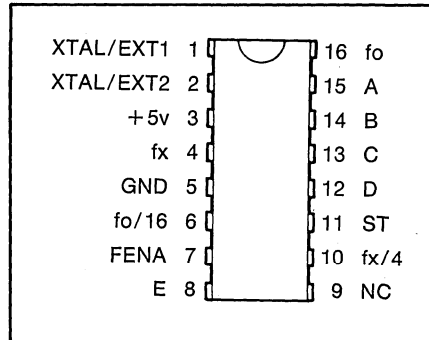 XTAL/EXT1 1
XTAL/EXT2 2
+5v 3
fx 4
GND 5
fo/16 6
FENA 7
E 8
16 fo
15 A
14 B
13 C
12 D
11 ST
10 fx/4
9 NC